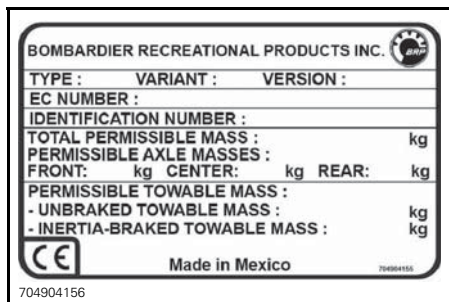 BOMBARDIER RECREATIONAL PRODUCTS INC. BRP
TYPE : VARIANT : VERSION :
EC NUMBER :
IDENTIFICATION NUMBER :
TOTAL PERMISSIBLE MASS : kg
PERMISSIBLE AXLE MASSES :
FRONT: kg CENTER: kg REAR: kg
PERMISSIBLE TOWABLE MASS :
- UNBRAKED TOWABLE MASS : kg
- INERTIA-BRAKED TOWABLE MASS : kg
CE Made in Mexico 704904156
704904156